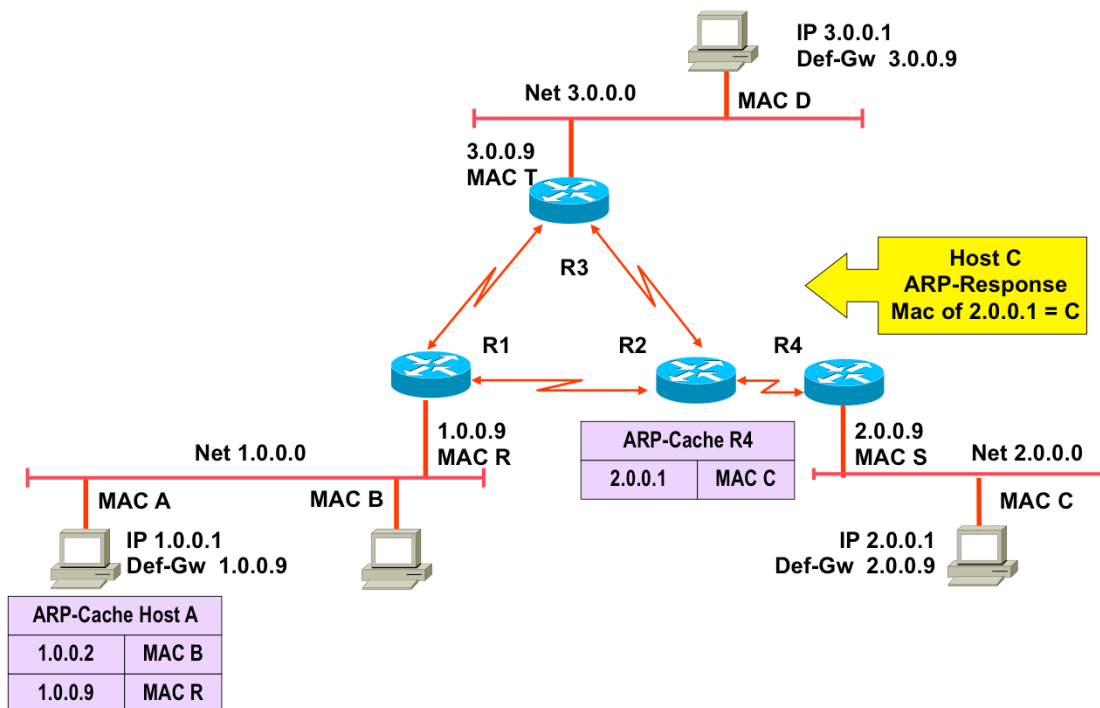 IP 3.0.0.1
Def-Gw 3.0.0.9
Net 3.0.0.0
MAC D
3.0.0.9
MAC T
R3
Host C
ARP-Response
Mac of 2.0.0.1 = C
R1
R2
R4
1.0.0.9
MAC R
ARP-Cache R4
2.0.0.1 MAC C
2.0.0.9
MAC S
Net 1.0.0.0
Net 2.0.0.0
MAC A
MAC B
MAC C
IP 1.0.0.1
Def-Gw 1.0.0.9
IP 2.0.0.1
Def-Gw 2.0.0.9
ARP-Cache Host A
1.0.0.2 MAC B
1.0.0.9 MAC R